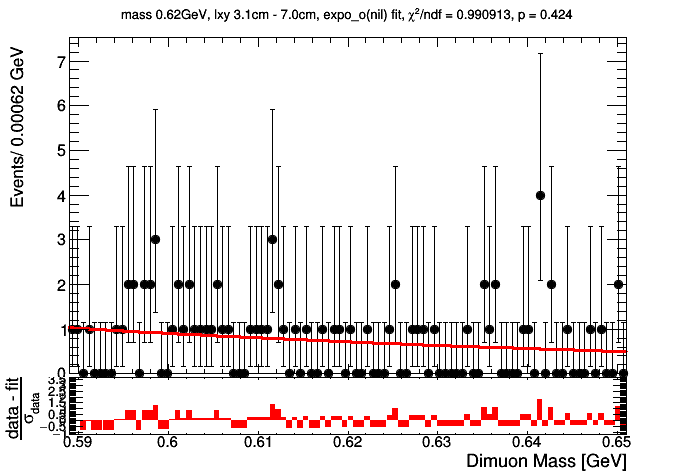 mass 0.62GeV, lxy 3.1cm - 7.0cm, expo_o(nil) fit, χ²/ndf = 0.990913, p = 0.424
Events/ 0.00062 GeV
7
6
5
4
3
2
1
0
data - fit
σdata
0.59 0.6 0.61 0.62 0.63 0.64 0.65
Dimuon Mass [GeV]